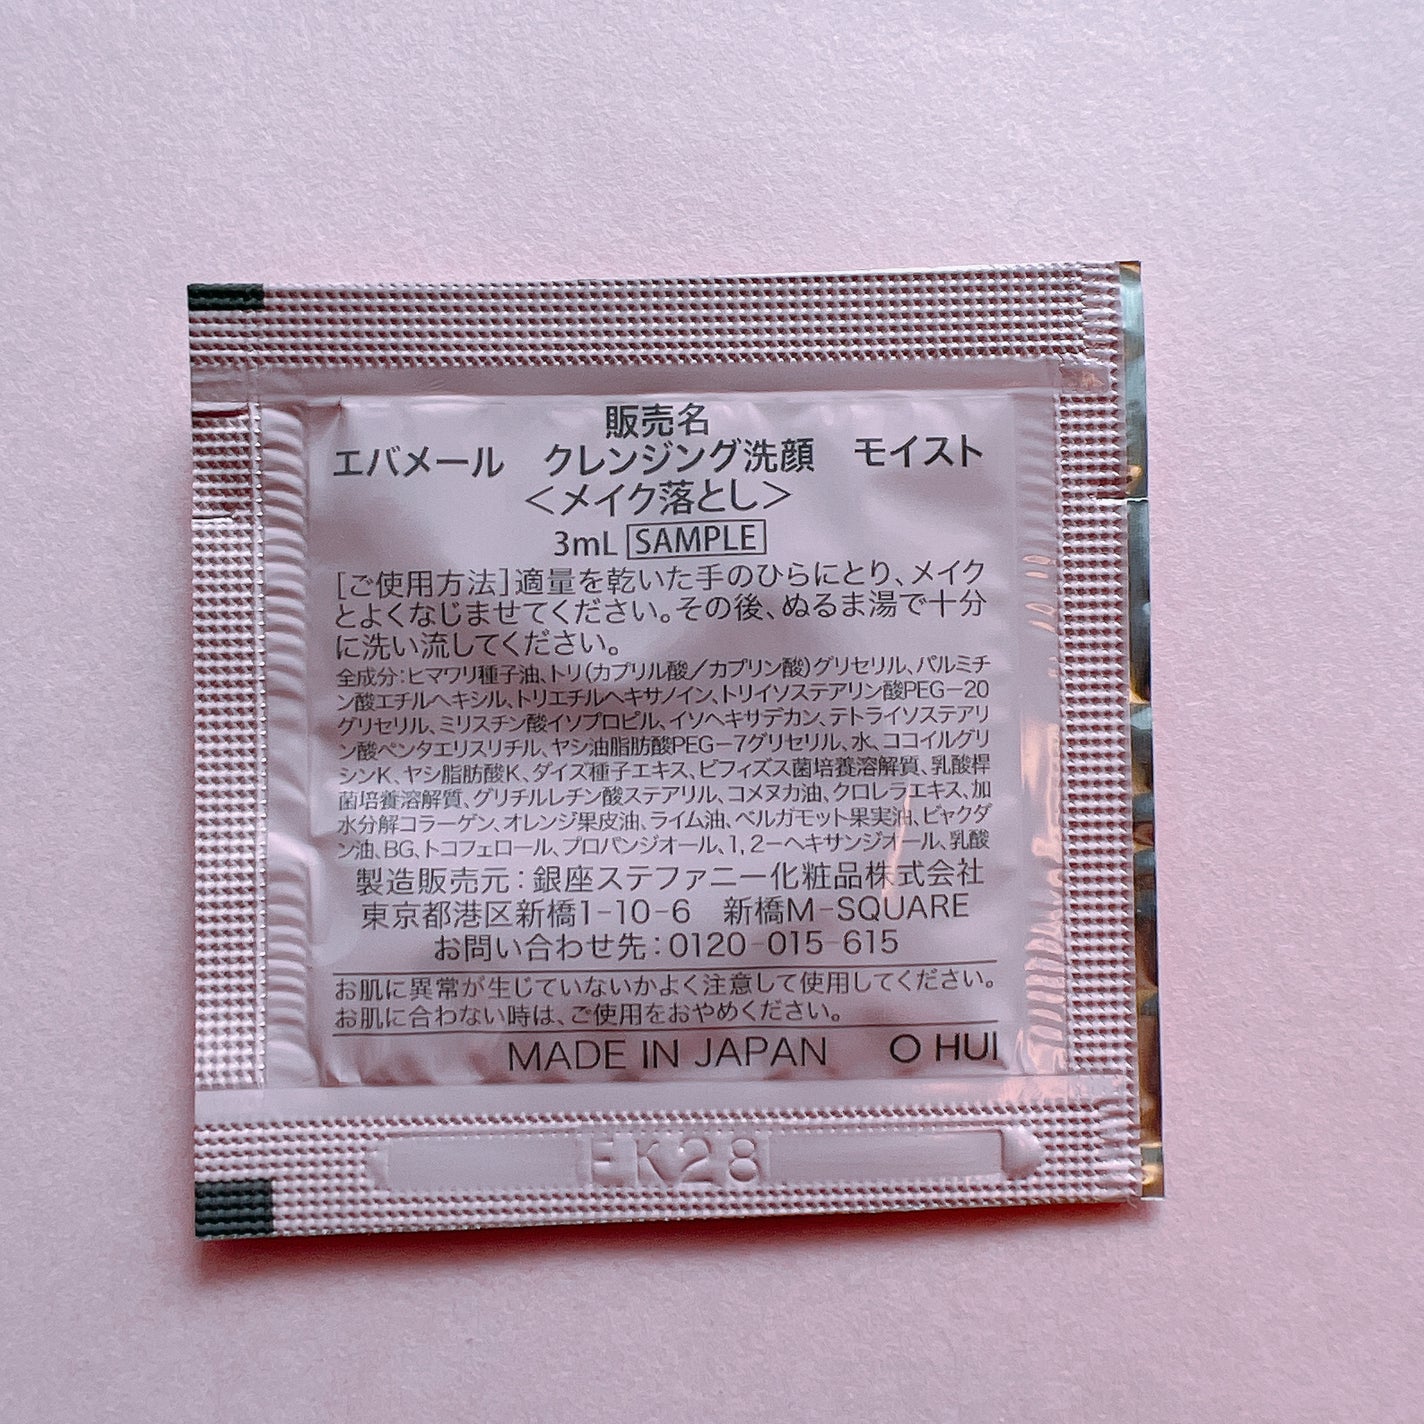 販売名
エバメール　クレンジング洗顔　モイスト
＜メイク落とし＞
3mL SAMPLE
[ご使用方法]適量を乾いた手のひらにとり、メイク
とよくなじませてください。その後、ぬるま湯で十分
に洗い流してください。
全成分:ヒマワリ種子油、トリ(カプリル酸／カプリン酸)グリセリル、パルミチ
ン酸エチルヘキシル、トリエチルヘキサノイン、トリイソステアリン酸PEG－20
グリセリル、ミリスチン酸イソプロピル、イソヘキサデカン、テトライソステアリ
ン酸ペンタエリスリチル、ヤシ油脂肪酸PEG－7グリセリル、水、ココイルグリ
シンK、ヤシ脂肪酸K、ダイズ種子エキス、ビフィズス菌培養溶解質、乳酸桿
菌培養溶解質、グリチルレチン酸ステアリル、コメヌカ油、クロレラエキス、加
水分解コラーゲン、オレンジ果皮油、ライム油、ベルガモット果実油、ビャクダ
ン油、BG、トコフェロール、プロパンジオール、1,2－ヘキサンジオール、乳酸
製造販売元：銀座ステファニー化粧品株式会社
東京都港区新橋1-10-6　新橋M-SQUARE
お問い合わせ先：0120-015-615
お肌に異常が生じていないかよく注意して使用してください。
お肌に合わない時は、ご使用をおやめください。
MADE IN JAPAN　O HUI
FK28